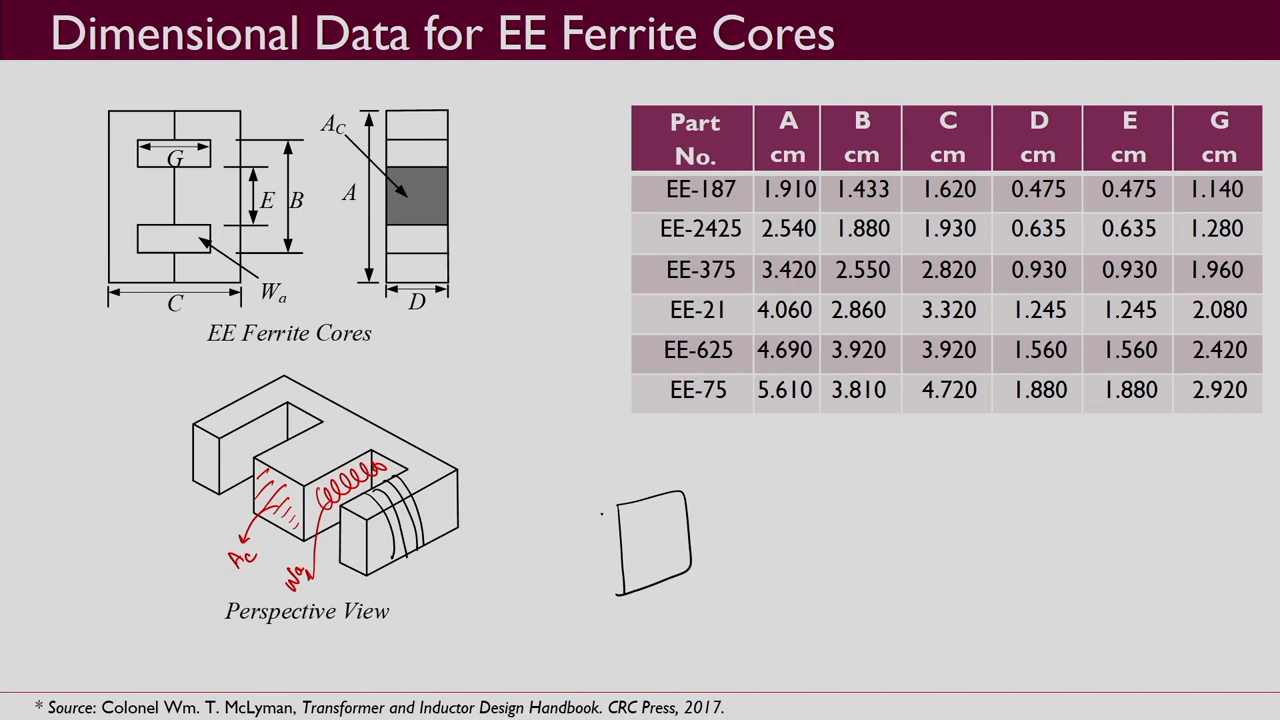 Dimensional Data for EE Ferrite Cores
G
E
B
C
Wa
AC
A
D
EE Ferrite Cores
Ac
Wa
Perspective View
Part No. A cm B cm C cm D cm E cm G cm
EE-187 1.910 1.433 1.620 0.475 0.475 1.140
EE-2425 2.540 1.880 1.930 0.635 0.635 1.280
EE-375 3.420 2.550 2.820 0.930 0.930 1.960
EE-21 4.060 2.860 3.320 1.245 1.245 2.080
EE-625 4.690 3.920 3.920 1.560 1.560 2.420
EE-75 5.610 3.810 4.720 1.880 1.880 2.920
* Source: Colonel Wm. T. McLyman, Transformer and Inductor Design Handbook. CRC Press, 2017.